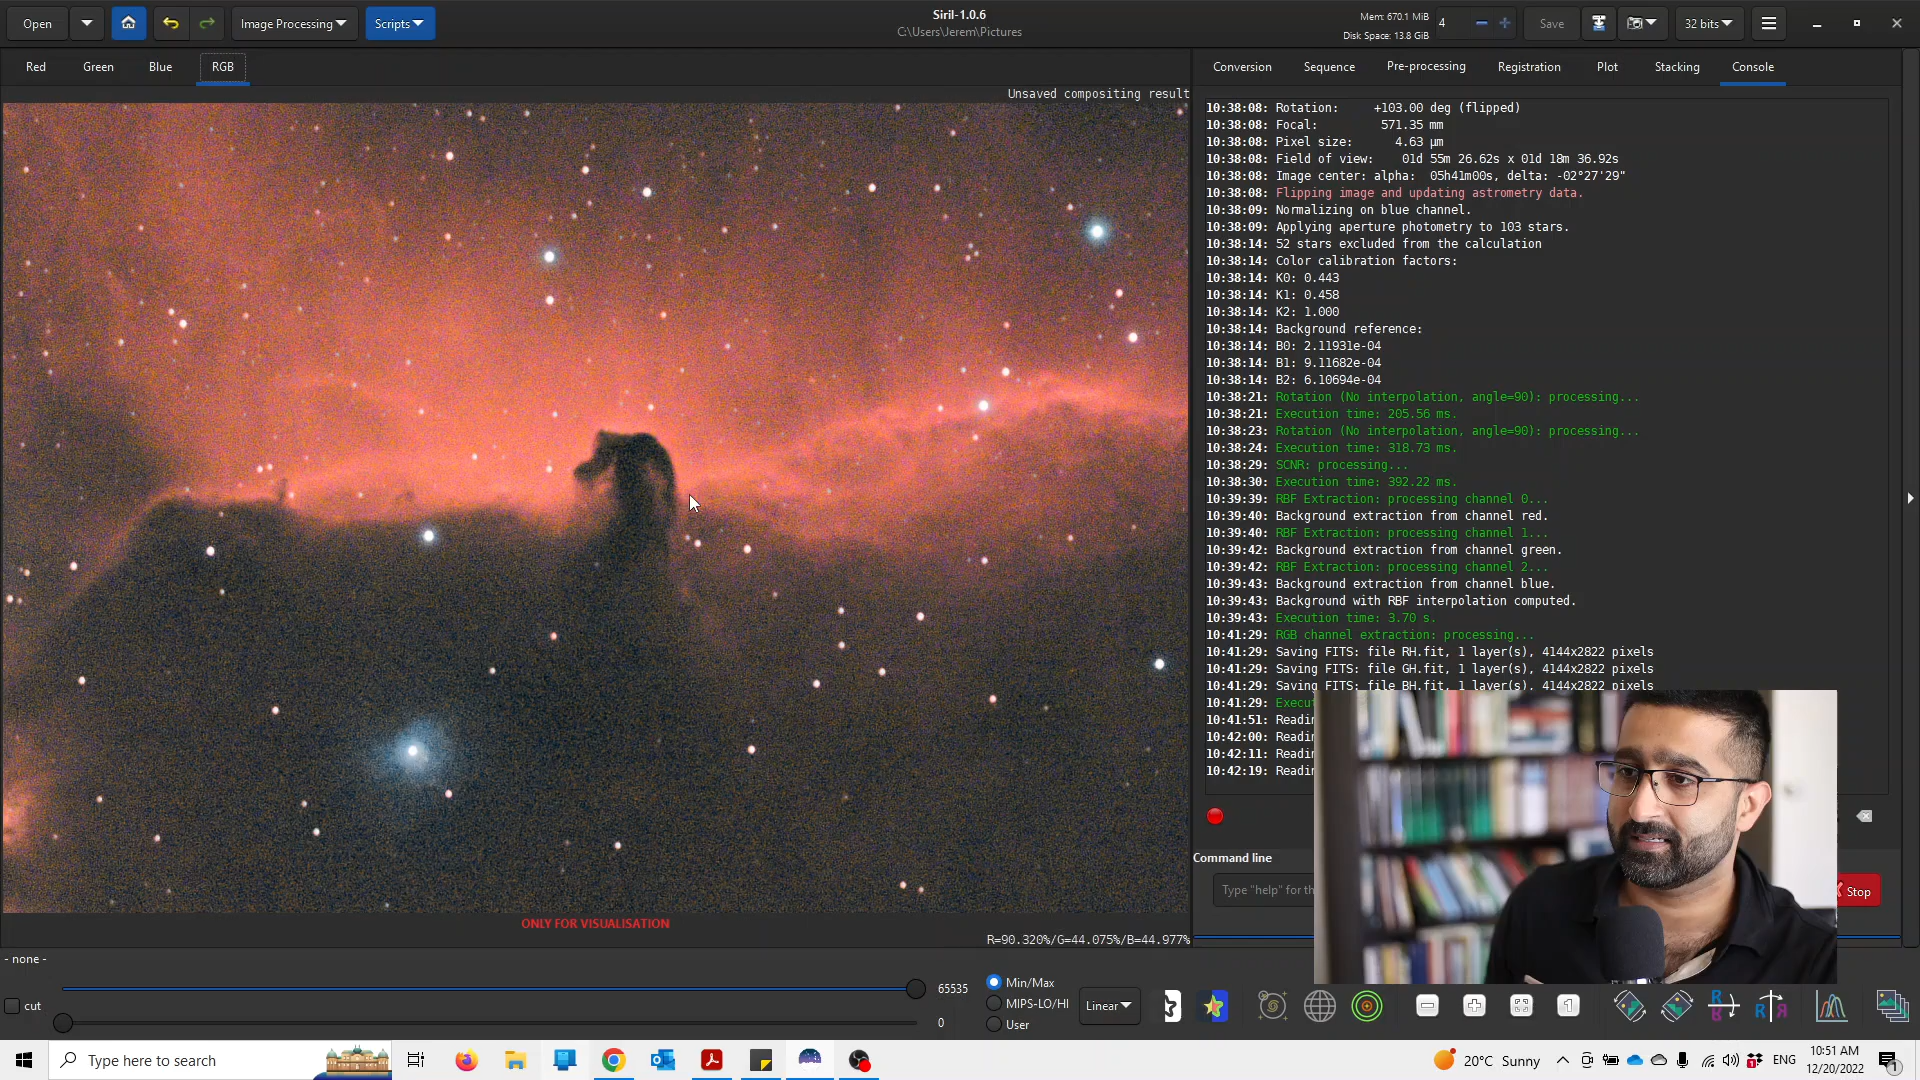 Open
Image Processing
Scripts
Siril-1.0.6
C:\Users\Jerem\Pictures
Mem: 670.1 MiB
Disk Space: 13.8 GiB
4
Save
32 bits
Red
Green
Blue
RGB
Conversion
Sequence
Pre-processing
Registration
Plot
Stacking
Console
Unsaved compositing result
10:38:08: Rotation: +103.00 deg (flipped)
10:38:08: Focal: 571.35 mm
10:38:08: Pixel size: 4.63 µm
10:38:08: Field of view: 01d 55m 26.62s x 01d 18m 36.92s
10:38:08: Image center: alpha: 05h41m00s, delta: -02°27'29"
10:38:08: Flipping image and updating astrometry data.
10:38:09: Normalizing on blue channel.
10:38:09: Applying aperture photometry to 103 stars.
10:38:14: 52 stars excluded from the calculation
10:38:14: Color calibration factors:
10:38:14: K0: 0.443
10:38:14: K1: 0.458
10:38:14: K2: 1.000
10:38:14: Background reference:
10:38:14: B0: 2.11931e-04
10:38:14: B1: 9.11682e-04
10:38:14: B2: 6.10694e-04
10:38:21: Rotation (No interpolation, angle=90): processing...
10:38:21: Execution time: 205.56 ms.
10:38:23: Rotation (No interpolation, angle=90): processing...
10:38:24: Execution time: 318.73 ms.
10:38:29: SCNR: processing...
10:38:30: Execution time: 392.22 ms.
10:39:39: RBF Extraction: processing channel 0...
10:39:40: Background extraction from channel red.
10:39:40: RBF Extraction: processing channel 1...
10:39:42: Background extraction from channel green.
10:39:42: RBF Extraction: processing channel 2...
10:39:43: Background extraction from channel blue.
10:39:43: Background with RBF interpolation computed.
10:39:43: Execution time: 3.70 s.
10:41:29: RGB channel extraction: processing...
10:41:29: Saving FITS: file RH.fit, 1 layer(s), 4144x2822 pixels
10:41:29: Saving FITS: file GH.fit, 1 layer(s), 4144x2822 pixels
10:41:29: Saving FITS: file BH.fit, 1 layer(s), 4144x2822 pixels
10:41:29: Execut
10:41:51: Readin
10:42:00: Readin
10:42:11: Readin
10:42:19: Readin
Command line
Type "help" for th
Stop
ONLY FOR VISUALISATION
R=90.320%/G=44.075%/B=44.977%
- none -
cut
65535
0
Min/Max
MIPS-LO/HI
User
Linear
1
Type here to search
20°C Sunny
ENG
10:51 AM
12/20/2022
1